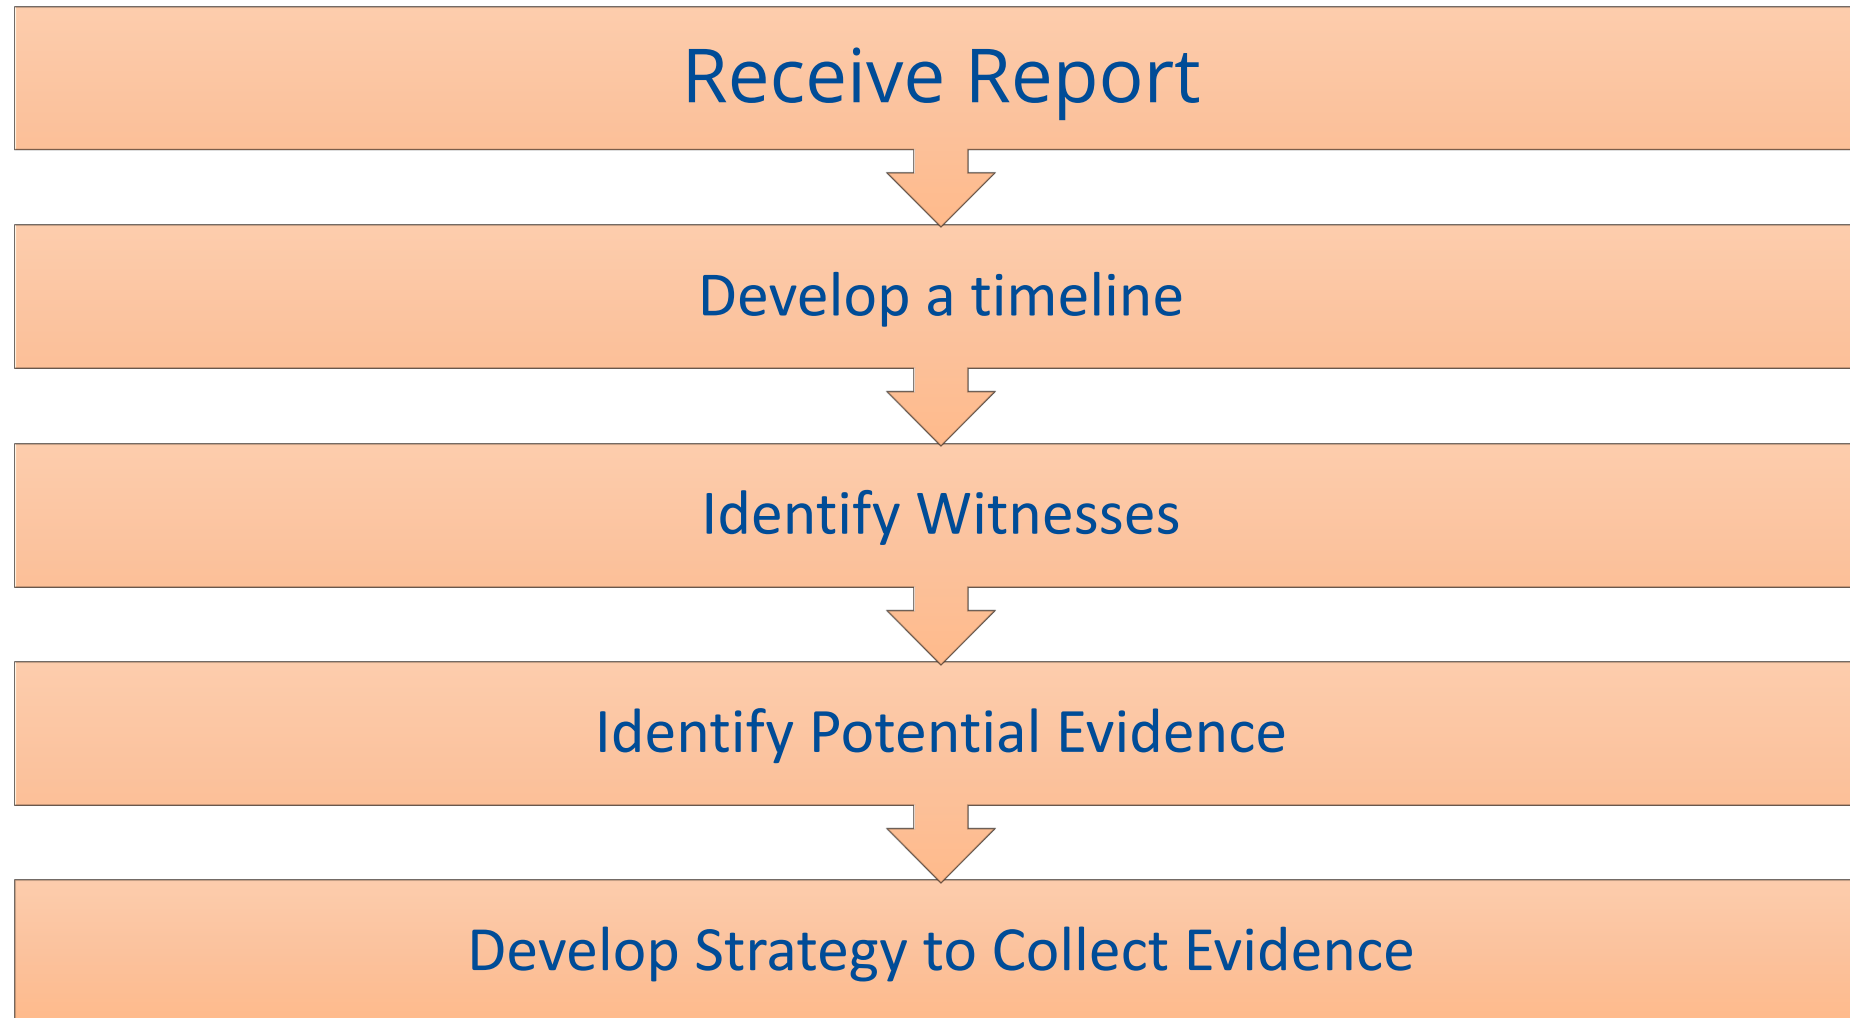 Receive Report
Develop a timeline
Identify Witnesses
Identify Potential Evidence
Develop Strategy to Collect Evidence